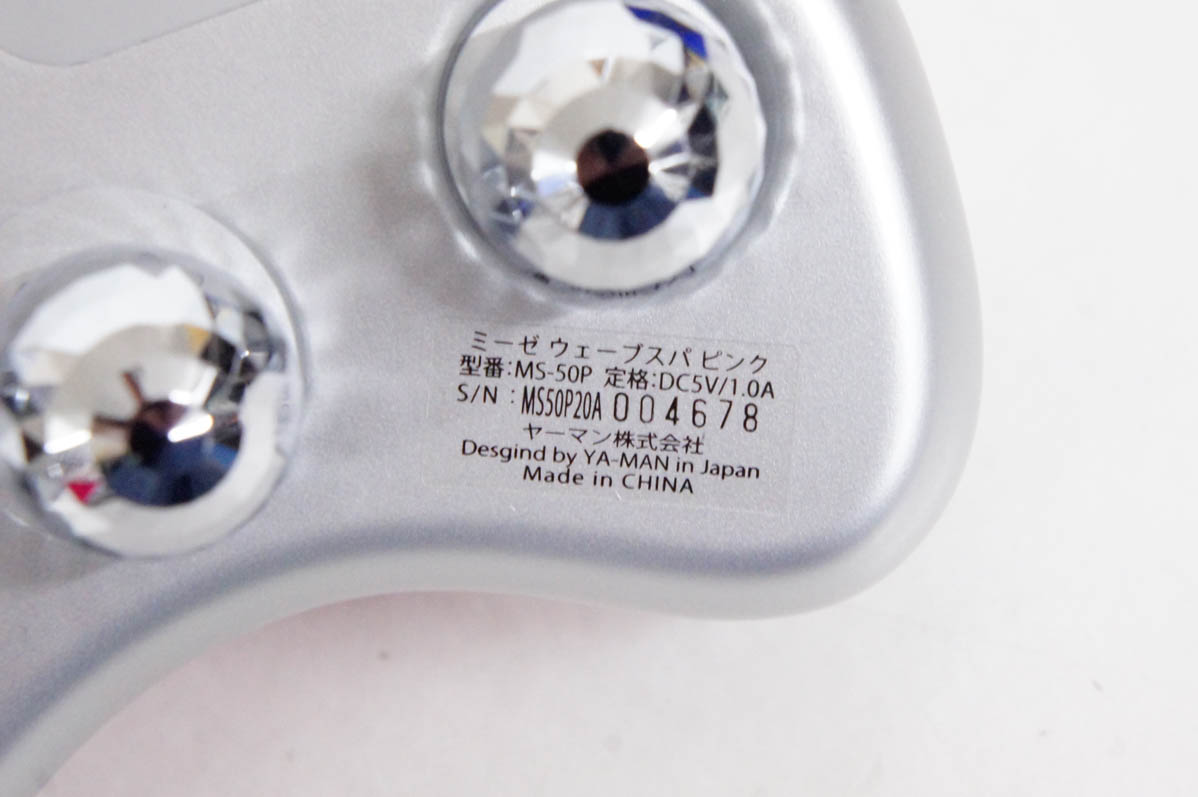 ミーゼ ウェーブスパ ピンク
型番:MS-50P 定格:DC5V/1.0A
S/N :MS50P20A 004678
ヤーマン株式会社
Desgind by YA-MAN in Japan
Made in CHINA